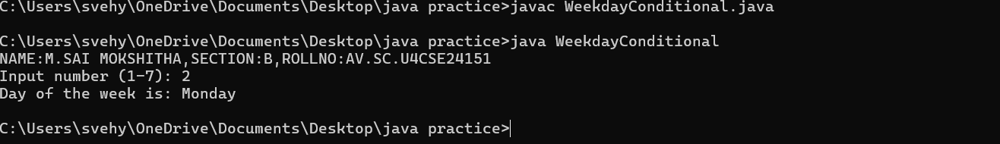 C:\Users\svehy\OneDrive\Documents\Desktop\java practice>javac WeekdayConditional.java
C:\Users\svehy\OneDrive\Documents\Desktop\java practice>java WeekdayConditional
NAME:M.SAI MOKSHITHA,SECTION:B,ROLLNO:AV.SC.U4CSE24151
Input number (1-7): 2
Day of the week is: Monday
C:\Users\svehy\OneDrive\Documents\Desktop\java practice>